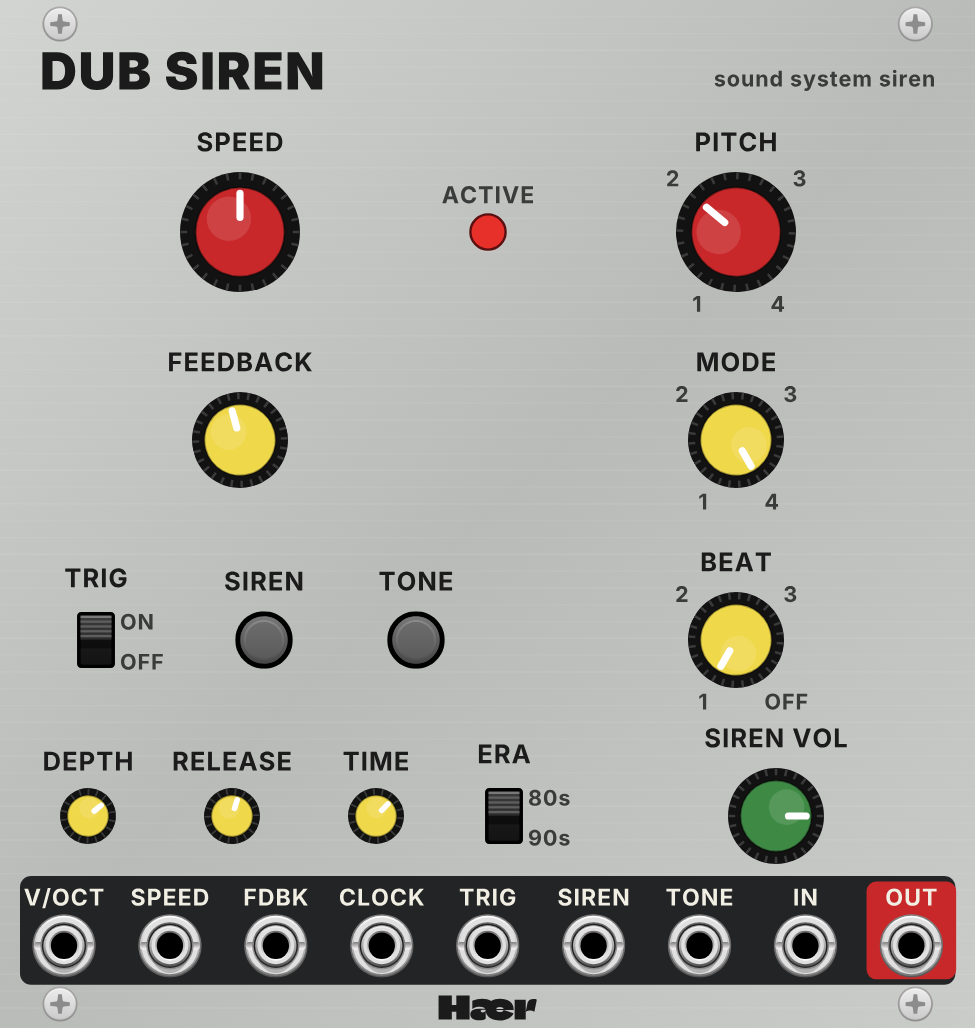 DUB SIREN
sound system siren
SPEED
PITCH
ACTIVE
2 3
1 4
FEEDBACK
MODE
2 3
1 4
BEAT
TRIG
SIREN
TONE
2 3
ON
OFF
1 OFF
SIREN VOL
DEPTH
RELEASE
TIME
ERA
80s
90s
V/OCT SPEED FDBK CLOCK TRIG SIREN TONE IN OUT
Hær